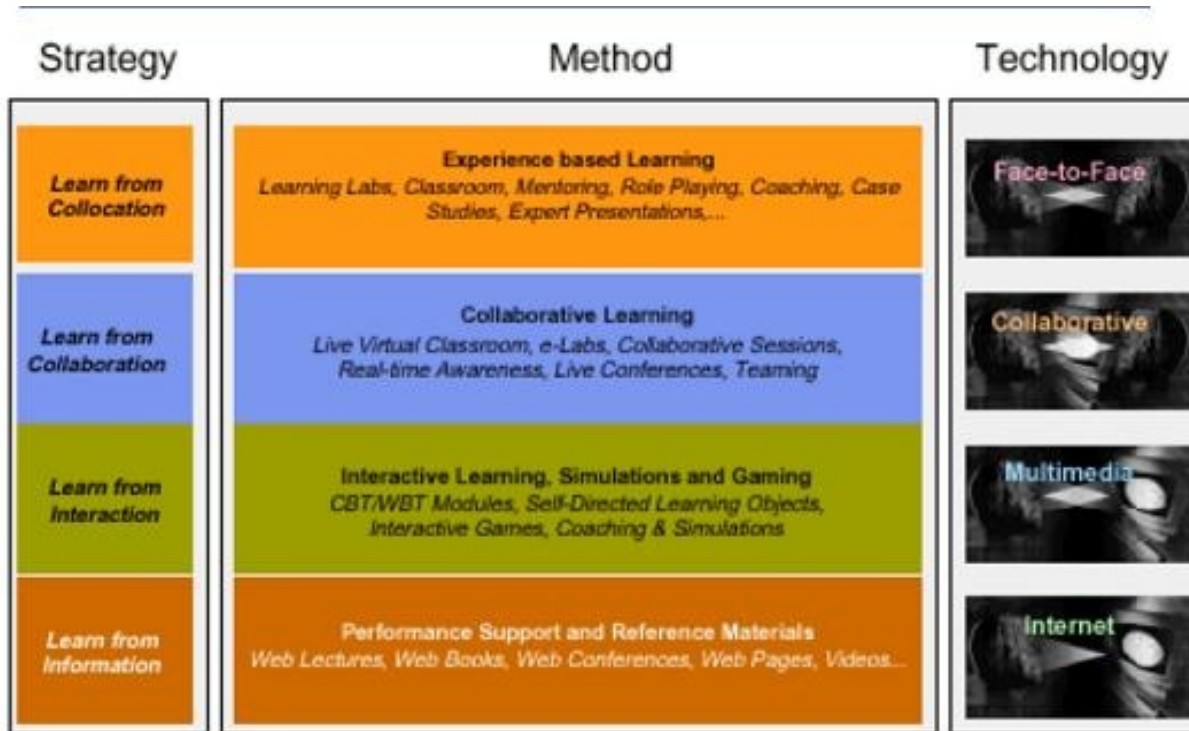 Strategy
Method
Technology
Learn from
Collocation
Experience based Learning
Learning Labs, Classroom, Mentoring, Role Playing, Coaching, Case
Studies, Expert Presentations,...
Face-to-Face
Learn from
Collaboration
Collaborative Learning
Live Virtual Classroom, e-Labs, Collaborative Sessions,
Real-time Awareness, Live Conferences, Teaming
Collaborative
Learn from
Interaction
Interactive Learning, Simulations and Gaming
CBT/WBT Modules, Self-Directed Learning Objects,
Interactive Games, Coaching & Simulations
Multimedia
Learn from
Information
Performance Support and Reference Materials
Web Lectures, Web Books, Web Conferences, Web Pages, Videos...
Internet